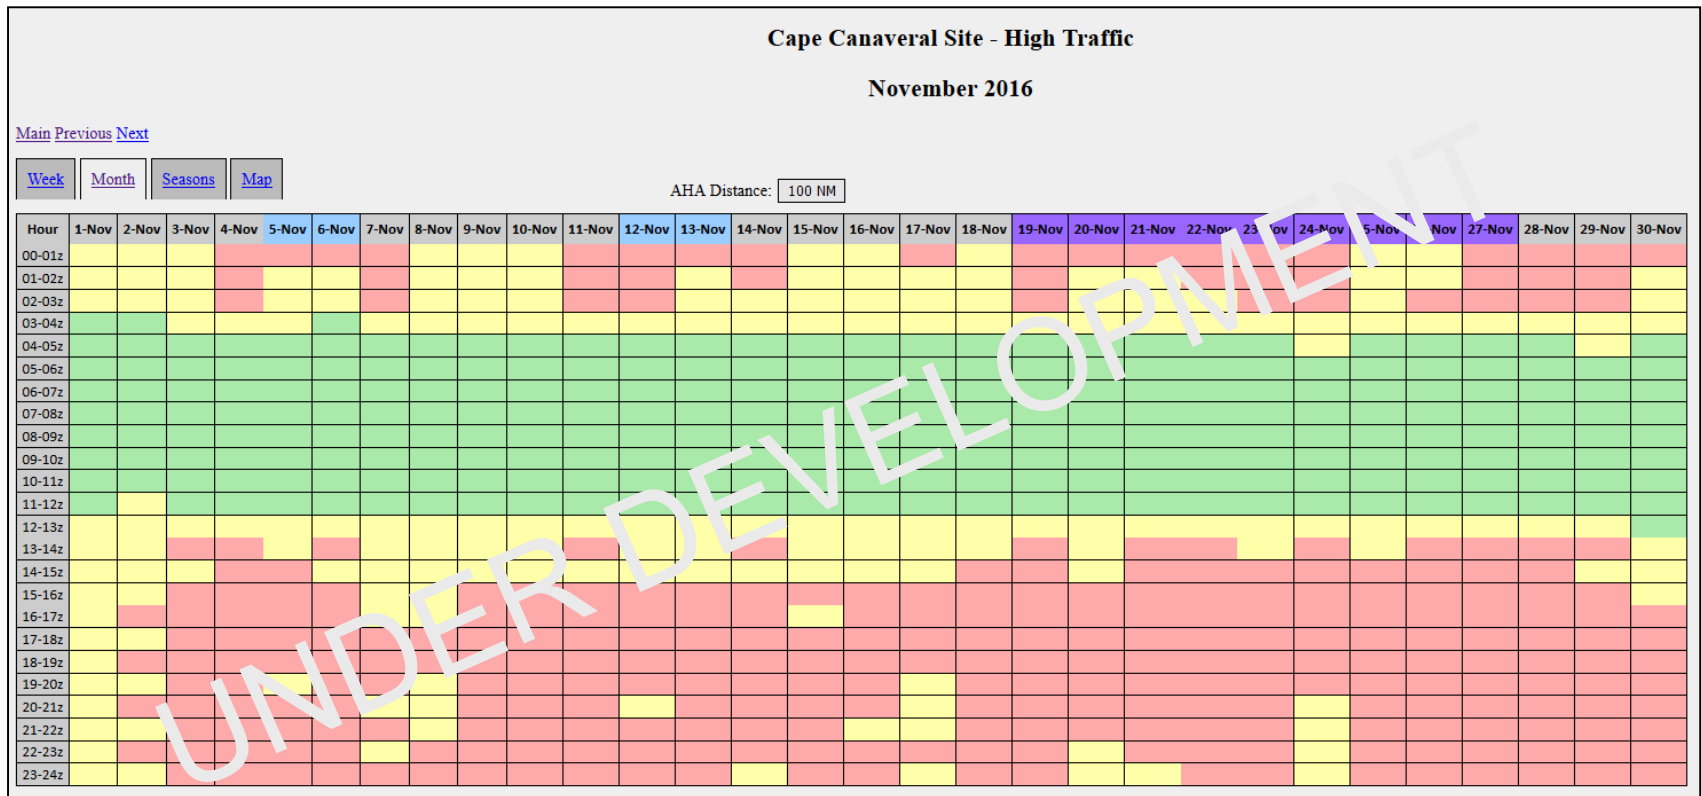 Cape Canaveral Site - High Traffic
November 2016
Main Previous Next
Week Month Seasons Map
AHA Distance: 100 NM
Hour 1-Nov 2-Nov 3-Nov 4-Nov 5-Nov 6-Nov 7-Nov 8-Nov 9-Nov 10-Nov 11-Nov 12-Nov 13-Nov 14-Nov 15-Nov 16-Nov 17-Nov 18-Nov 19-Nov 20-Nov 21-Nov 22-Nov 24-Nov 27-Nov 28-Nov 29-Nov 30-Nov
00-01z
01-02z
02-03z
03-04z
04-05z
05-06z
06-07z
07-08z
08-09z
09-10z
10-11z
11-12z
12-13z
13-14z
14-15z
15-16z
16-17z
17-18z
18-19z
19-20z
20-21z
21-22z
22-23z
23-24z
UNDER DEVELOPMENT